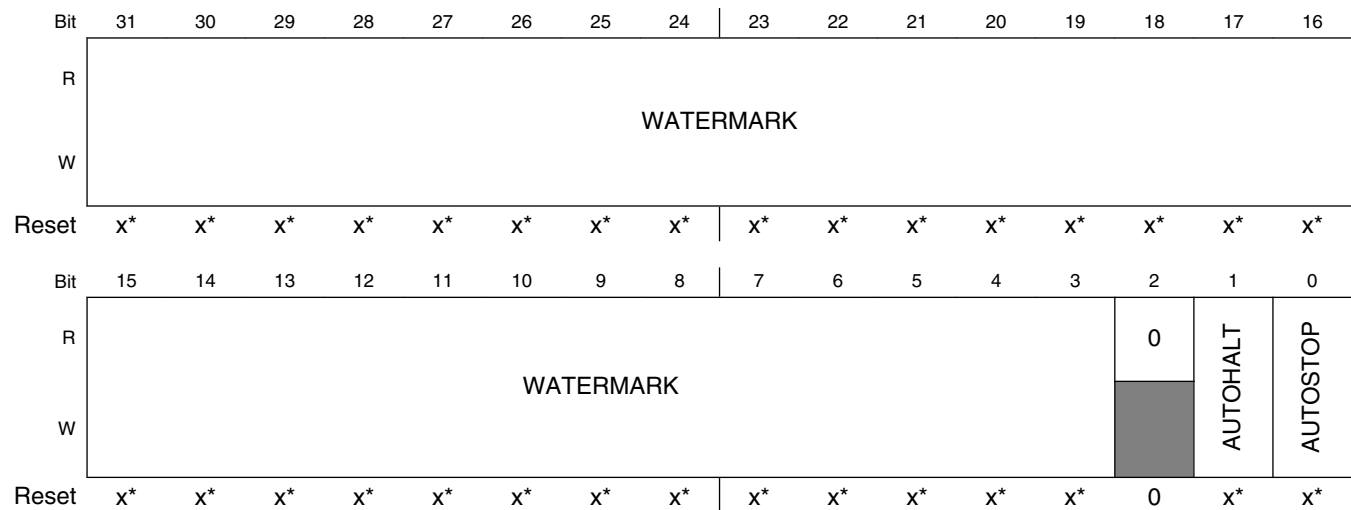 Bit 31 30 29 28 27 26 25 24 23 22 21 20 19 18 17 16
R
WATERMARK
W
Reset x* x* x* x* x* x* x* x* x* x* x* x* x* x* x* x*
Bit 15 14 13 12 11 10 9 8 7 6 5 4 3 2 1 0
R 0
WATERMARK AUTOHALT AUTOSTOP
W
Reset x* x* x* x* x* x* x* x* x* x* x* x* x* 0 x* x*